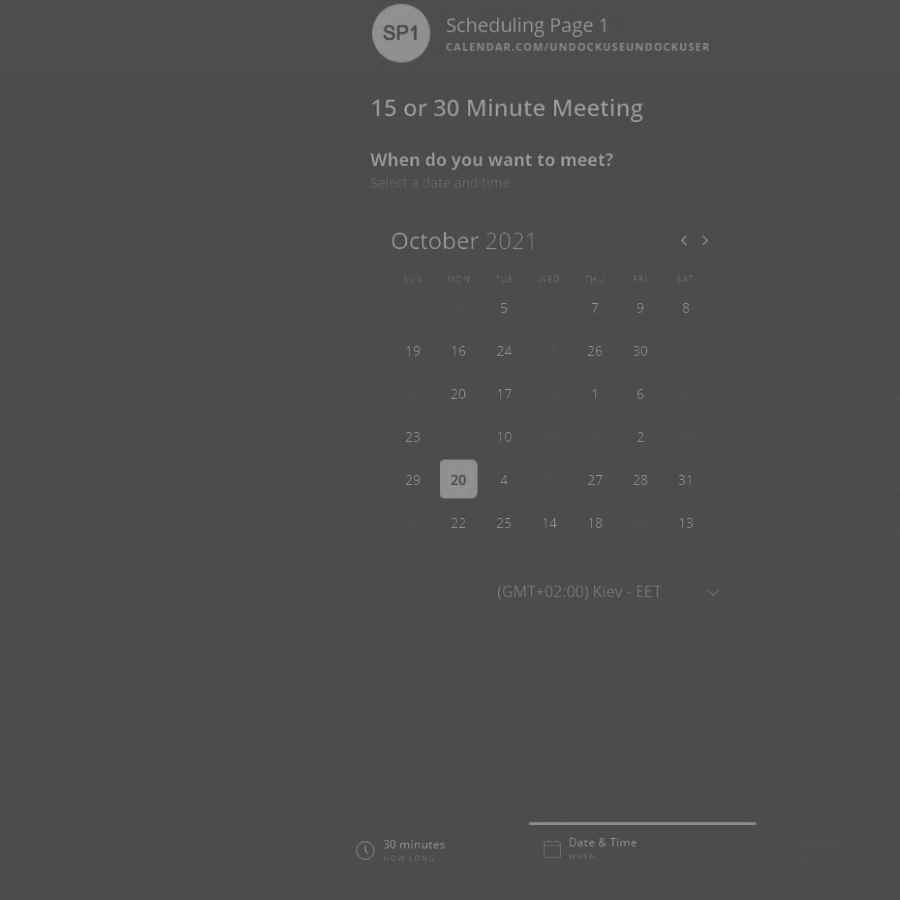 SP1
Scheduling Page 1
CALENDAR.COM/UNDOCKUSEUNDOCKUSER
15 or 30 Minute Meeting
When do you want to meet?
Select a date and time
October 2021
SUN MON TUE WED THU FRI SAT
5 7 9 8
19 16 24 26 30
20 17 1 6
23 10 2
29 20 4 27 28 31
22 25 14 18 13
(GMT+02:00) Kiev - EET
30 minutes
HOW LONG
Date & Time
WHEN